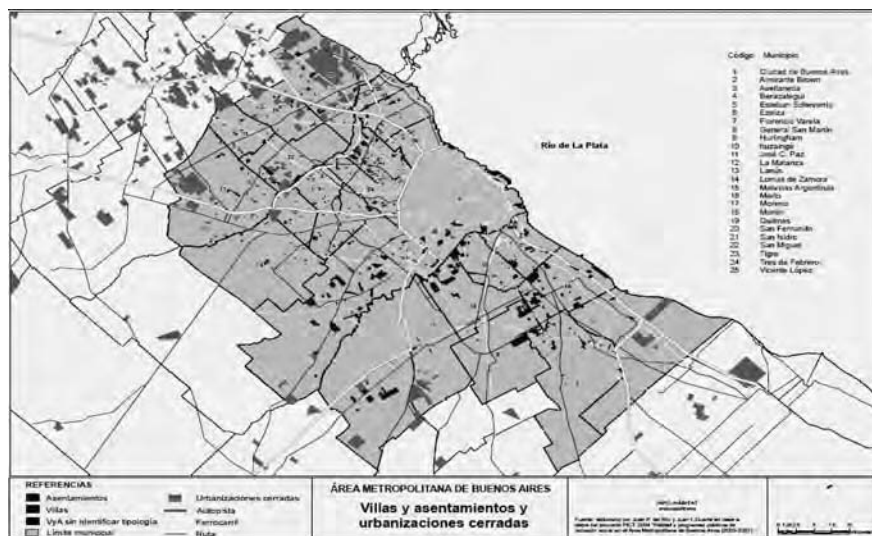 Código Municipio
1 Ciudad de Buenos Aires
2 Almirante Brown
3 Avellaneda
4 Berazategui
5 Esteban Echeverría
6 Ezeiza
7 Florencio Varela
8 General San Martín
9 Hurlingham
10 Ituzaingó
11 José C. Paz
12 La Matanza
13 Lanús
14 Lomas de Zamora
15 Malvinas Argentinas
16 Merlo
17 Moreno
18 Morón
19 Quilmes
20 San Fernando
21 San Isidro
22 San Miguel
23 Tigre
24 Tres de Febrero
25 Vicente López
Río de La Plata
REFERENCIAS
Asentamientos
Villas
VyA sin identificar tipología
Límite municipal
Urbanizaciones cerradas
Autopista
Ferrocarril
Ruta
ÁREA METROPOLITANA DE BUENOS AIRES
Villas y asentamientos y
urbanizaciones cerradas